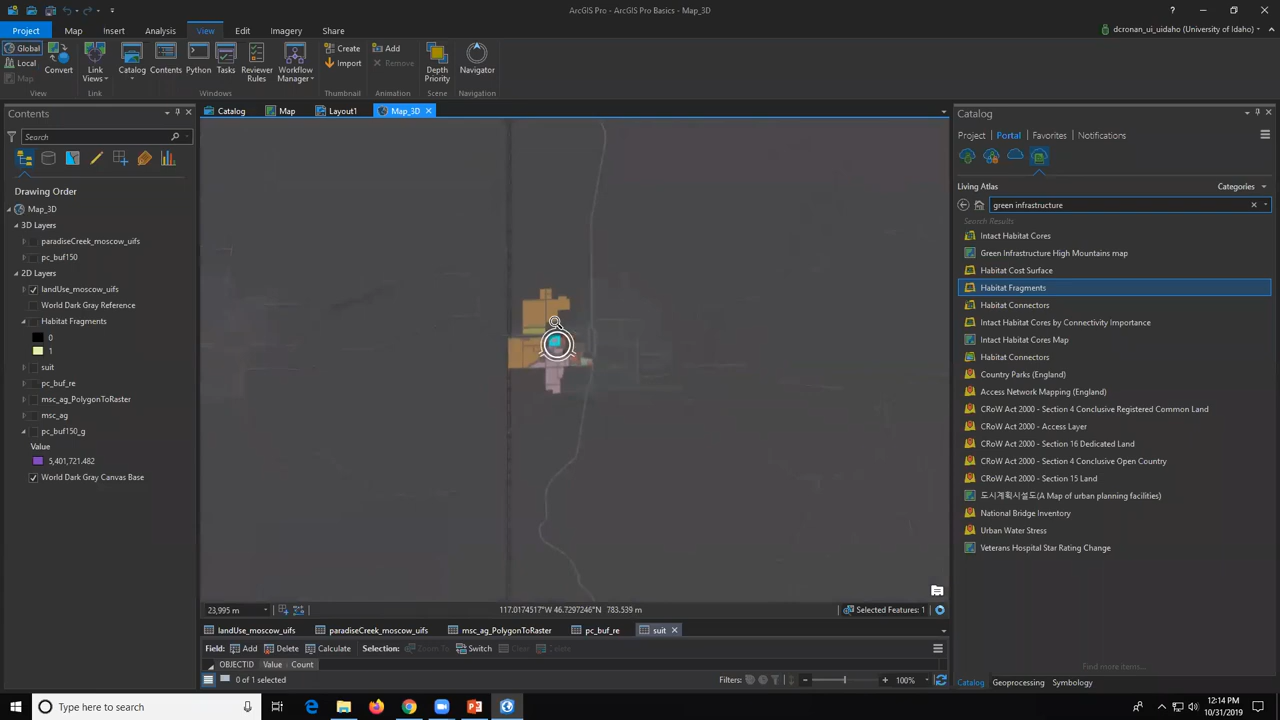 ArcGIS Pro - ArcGIS Pro Basics - Map_3D
Project Map Insert Analysis View Edit Imagery Share
dcronan_ui_uidaho (University of Idaho)
Global
Local
Map
Convert
Link Views
Catalog
Contents
Python
Tasks
Reviewer Rules
Workflow Manager
Create
Import
Add
Remove
Depth Priority
Navigator
View Link Windows Thumbnail Animation Scene Navigation
Contents
Search
Drawing Order
Map_3D
3D Layers
paradiseCreek_moscow_uifs
pc_buf150
2D Layers
landUse_moscow_uifs
World Dark Gray Reference
Habitat Fragments
0
1
suit
pc_buf_re
msc_ag_PolygonToRaster
msc_ag
pc_buf150_g
Value
5,401,721.482
World Dark Gray Canvas Base
Catalog Map Layout1 Map_3D
23,995 m
117.0174517°W 46.7297246°N 783.539 m
Selected Features: 1
landUse_moscow_uifs paradiseCreek_moscow_uifs msc_ag_PolygonToRaster pc_buf_re suit
Field: Add Delete Calculate Selection: Zoom To Switch Clear Delete
OBJECTID Value Count
0 of 1 selected
Filters:
100%
Catalog
Project Portal Favorites Notifications
Living Atlas
Categories
green infrastructure
Search Results
Intact Habitat Cores
Green Infrastructure High Mountains map
Habitat Cost Surface
Habitat Fragments
Habitat Connectors
Intact Habitat Cores by Connectivity Importance
Intact Habitat Cores Map
Habitat Connectors
Country Parks (England)
Access Network Mapping (England)
CRoW Act 2000 - Section 4 Conclusive Registered Common Land
CRoW Act 2000 - Access Layer
CRoW Act 2000 - Section 16 Dedicated Land
CRoW Act 2000 - Section 4 Conclusive Open Country
CRoW Act 2000 - Section 15 Land
도시계획시설도(A Map of urban planning facilities)
National Bridge Inventory
Urban Water Stress
Veterans Hospital Star Rating Change
Find more items...
Catalog Geoprocessing Symbology
Type here to search
12:14 PM
10/31/2019